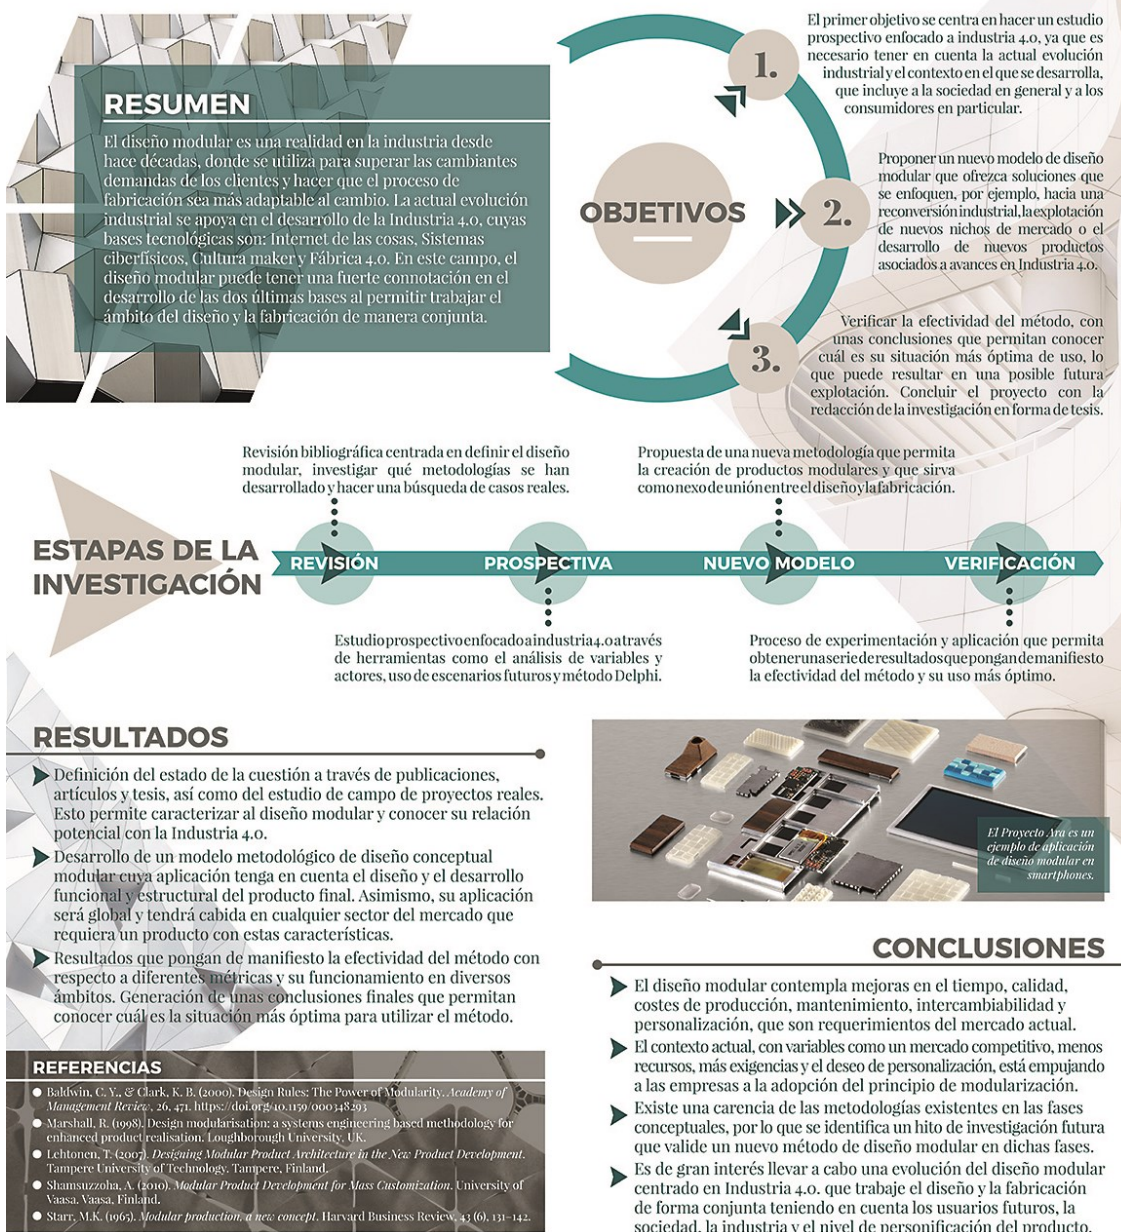 RESUMEN
El diseño modular es una realidad en la industria desde
hace décadas, donde se utiliza para superar las cambiantes
demandas de los clientes y hacer que el proceso de
fabricación sea más adaptable al cambio. La actual evolución
industrial se apoya en el desarrollo de la Industria 4.0, cuyas
bases tecnológicas son: Internet de las cosas, Sistemas
ciberfísicos, Cultura maker y Fábrica 4.0. En este campo, el
diseño modular puede tener una fuerte connotación en el
desarrollo de las dos últimas bases al permitir trabajar el
ámbito del diseño y la fabricación de manera conjunta.
OBJETIVOS
1.
El primer objetivo se centra en hacer un estudio
prospectivo enfocado a industria 4.0, ya que es
necesario tener en cuenta la actual evolución
industrial y el contexto en el que se desarrolla,
que incluye a la sociedad en general y a los
consumidores en particular.
2.
Proponer un nuevo modelo de diseño
modular que ofrezca soluciones que
se enfoquen, por ejemplo, hacia una
reconversión industrial, la explotación
de nuevos nichos de mercado o el
desarrollo de nuevos productos
asociados a avances en Industria 4.0.
3.
Verificar la efectividad del método, con
unas conclusiones que permitan conocer
cuál es su situación más óptima de uso, lo
que puede resultar en una posible futura
explotación. Concluir el proyecto con la
redacción de la investigación en forma de tesis.
ESTAPAS DE LA
INVESTIGACIÓN
Revisión bibliográfica centrada en definir el diseño
modular, investigar qué metodologías se han
desarrollado y hacer una búsqueda de casos reales.
REVISIÓN
PROSPECTIVA
Estudio prospectivo enfocado a industria 4.0 a través
de herramientas como el análisis de variables y
actores, uso de escenarios futuros y método Delphi.
Propuesta de una nueva metodología que permita
la creación de productos modulares y que sirva
como nexo de unión entre el diseño y la fabricación.
NUEVO MODELO
VERIFICACIÓN
Proceso de experimentación y aplicación que permita
obtener una serie de resultados que pongan de manifiesto
la efectividad del método y su uso más óptimo.
RESULTADOS
Definición del estado de la cuestión a través de publicaciones,
artículos y tesis, así como del estudio de campo de proyectos reales.
Esto permite caracterizar al diseño modular y conocer su relación
potencial con la Industria 4.0.
Desarrollo de un modelo metodológico de diseño conceptual
modular cuya aplicación tenga en cuenta el diseño y el desarrollo
funcional y estructural del producto final. Asimismo, su aplicación
será global y tendrá cabida en cualquier sector del mercado que
requiera un producto con estas características.
Resultados que pongan de manifiesto la efectividad del método con
respecto a diferentes métricas y su funcionamiento en diversos
ámbitos. Generación de unas conclusiones finales que permitan
conocer cuál es la situación más óptima para utilizar el método.
REFERENCIAS
Baldwin, C. Y., & Clark, K. B. (2000). Design Rules: The Power of Modularity. Academy of
Management Review, 26, 471. https://doi.org/10.1159/000348293
Marshall, R. (1998). Design modularisation: a systems engineering based methodology for
enhanced product realisation. Loughborough University, UK.
Lehtonen, T. (2007). Designing Modular Product Architecture in the New Product Development.
Tampere University of Technology. Tampere, Finland.
Shamsuzzoha, A. (2010). Modular Product Development for Mass Customization. University of
Vaasa. Vaasa, Finland.
Starr, M.K. (1965). Modular production, a new concept. Harvard Business Review, 43 (6), 131–142.
El Proyecto Ara es un
ejemplo de aplicación
de diseño modular en
smartphones.
CONCLUSIONES
El diseño modular contempla mejoras en el tiempo, calidad,
costes de producción, mantenimiento, intercambiabilidad y
personalización, que son requerimientos del mercado actual.
El contexto actual, con variables como un mercado competitivo, menos
recursos, más exigencias y el deseo de personalización, está empujando
a las empresas a la adopción del principio de modularización.
Existe una carencia de las metodologías existentes en las fases
conceptuales, por lo que se identifica un hito de investigación futura
que valide un nuevo método de diseño modular en dichas fases.
Es de gran interés llevar a cabo una evolución del diseño modular
centrado en Industria 4.0. que trabaje el diseño y la fabricación
de forma conjunta teniendo en cuenta los usuarios futuros, la
sociedad, la industria y el nivel de personificación del producto.